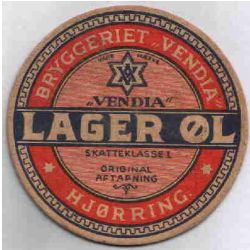 BRYGGERIET "VENDIA"
"VENDIA"
LAGER ØL
SKATTEKLASSE I
ORIGINAL
AFTAPNING
HJØRRING.